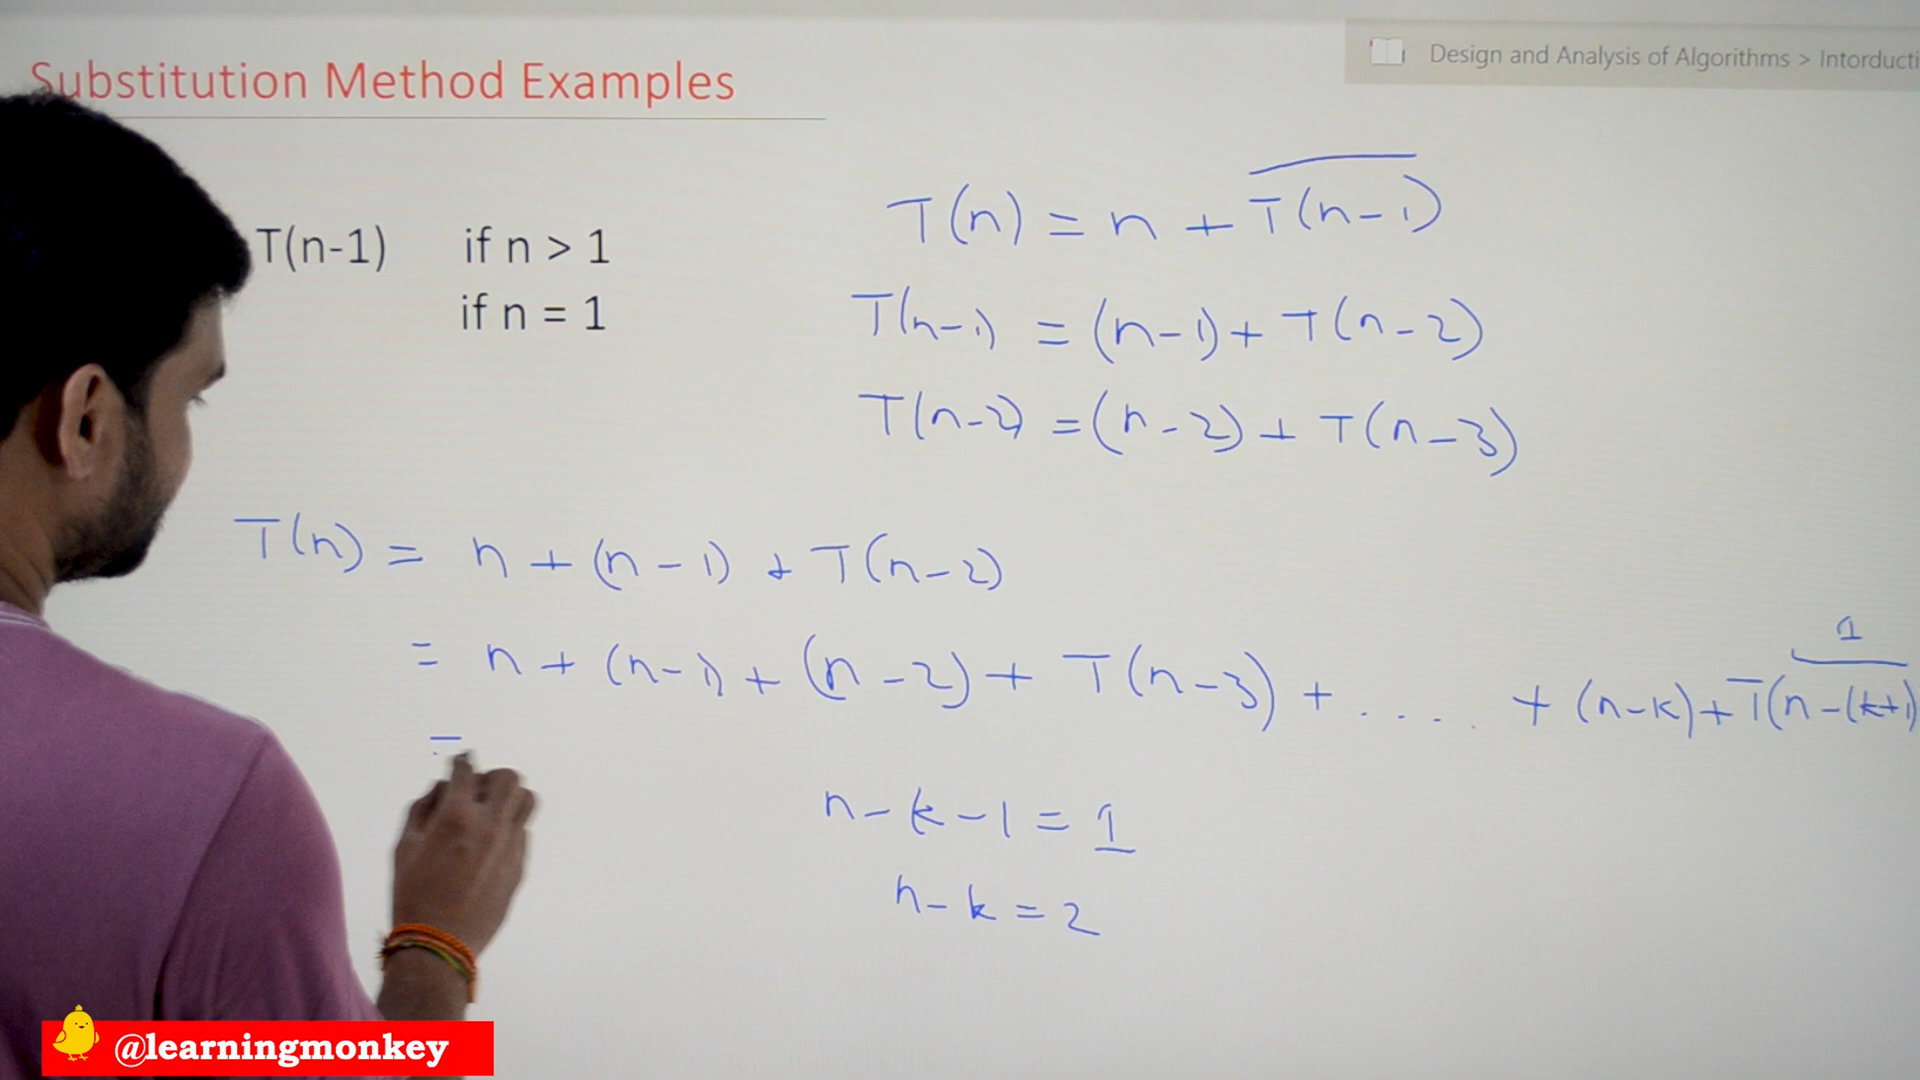 Design and Analysis of Algorithms > Intorducti
Substitution Method Examples
T(n-1) if n > 1
if n = 1
T(n) = n + T(n-1)
T(n-1) = (n-1) + T(n-2)
T(n-2) = (n-2) + T(n-3)
T(n) = n + (n-1) + T(n-2)
1
= n + (n-1) + (n-2) + T(n-3) + .... + (n-k) + T(n-(k+1)
n-k-1 = 1
n-k = 2
@learningmonkey